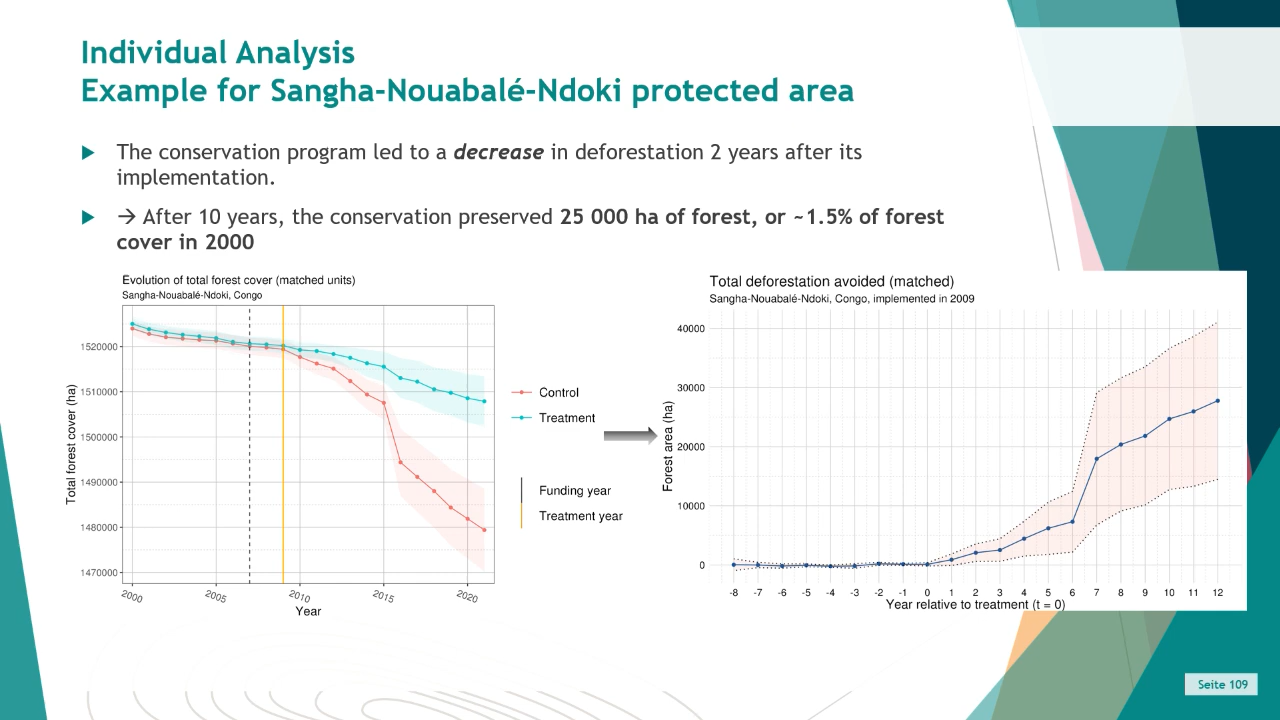 Individual Analysis
Example for Sangha-Nouabalé-Ndoki protected area
The conservation program led to a decrease in deforestation 2 years after its
implementation.
→ After 10 years, the conservation preserved 25 000 ha of forest, or ~1.5% of forest
cover in 2000
Evolution of total forest cover (matched units)
Sangha-Nouabalé-Ndoki, Congo
Total forest cover (ha)
1520000
1510000
1500000
1490000
1480000
1470000
2000 2005 2010 2015 2020
Year
Control
Treatment
Funding year
Treatment year
Total deforestation avoided (matched)
Sangha-Nouabalé-Ndoki, Congo, implemented in 2009
Forest area (ha)
40000
30000
20000
10000
0
-8 -7 -6 -5 -4 -3 -2 -1 0 1 2 3 4 5 6 7 8 9 10 11 12
Year relative to treatment (t = 0)
Seite 109